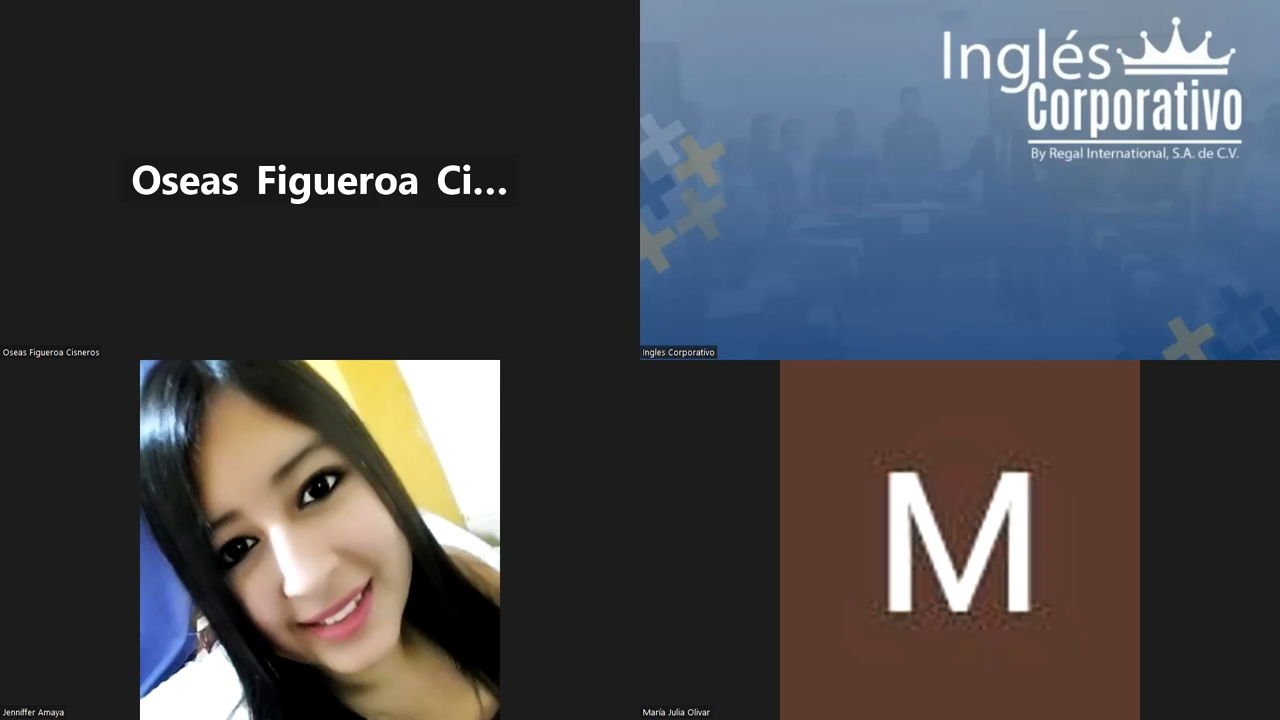 Oseas Figueroa Ci...
Oseas Figueroa Cisneros
Inglés
Corporativo
By Regal International, S.A. de C.V.
Ingles Corporativo
Jenniffer Amaya
M
María Julia Olivar